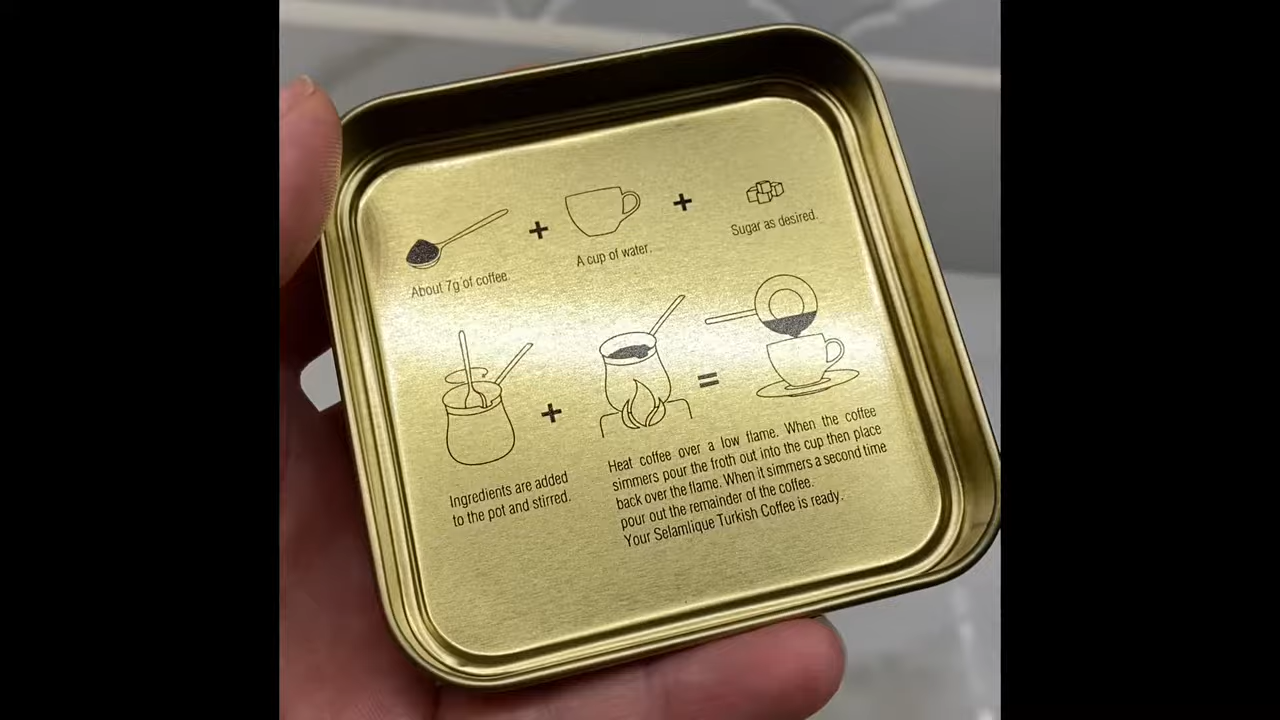 About 7g of coffee.
+
A cup of water.
+
Sugar as desired.
+
=
Ingredients are added
to the pot and stirred.
Heat coffee over a low flame. When the coffee
simmers pour the froth out into the cup then place
back over the flame. When it simmers a second time
pour out the remainder of the coffee.
Your Selamlique Turkish Coffee is ready.